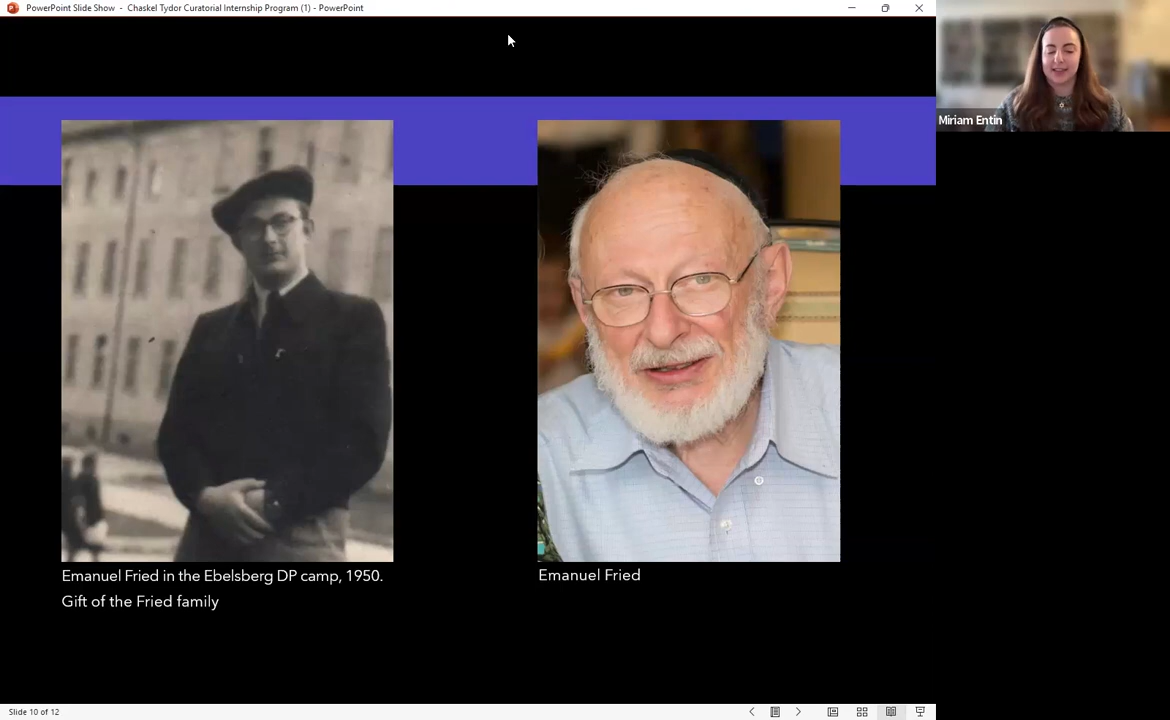 PowerPoint Slide Show - Chaskel Tydor Curatorial Internship Program (1) - PowerPoint
Miriam Entin
Emanuel Fried in the Ebelsberg DP camp, 1950.
Gift of the Fried family
Emanuel Fried
Slide 10 of 12